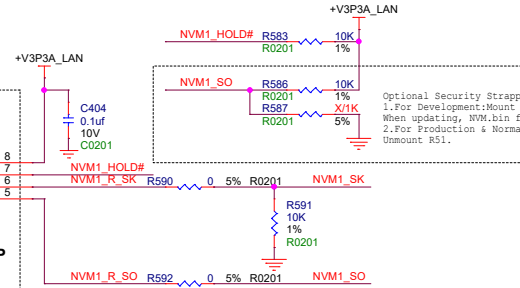 +V3P3A_LAN
NVM1_HOLD# R583 10K
R0201 1%
+V3P3A_LAN
NVM1_SO R586 10K
R0201 1%
R587 X/1K
R0201 5%
Optional Security Strapp
1.For Development:Mount
When updating, NVM.bin f
2.For Production & Norma
Unmount R51.
C404
0.1uf
10V
C0201
8
7 NVM1_HOLD#
6 NVM1_R_SK R590 0 5% R0201 NVM1_SK
5
R591
10K
1%
R0201
P
NVM1_R_SO R592 0 5% R0201 NVM1_SO